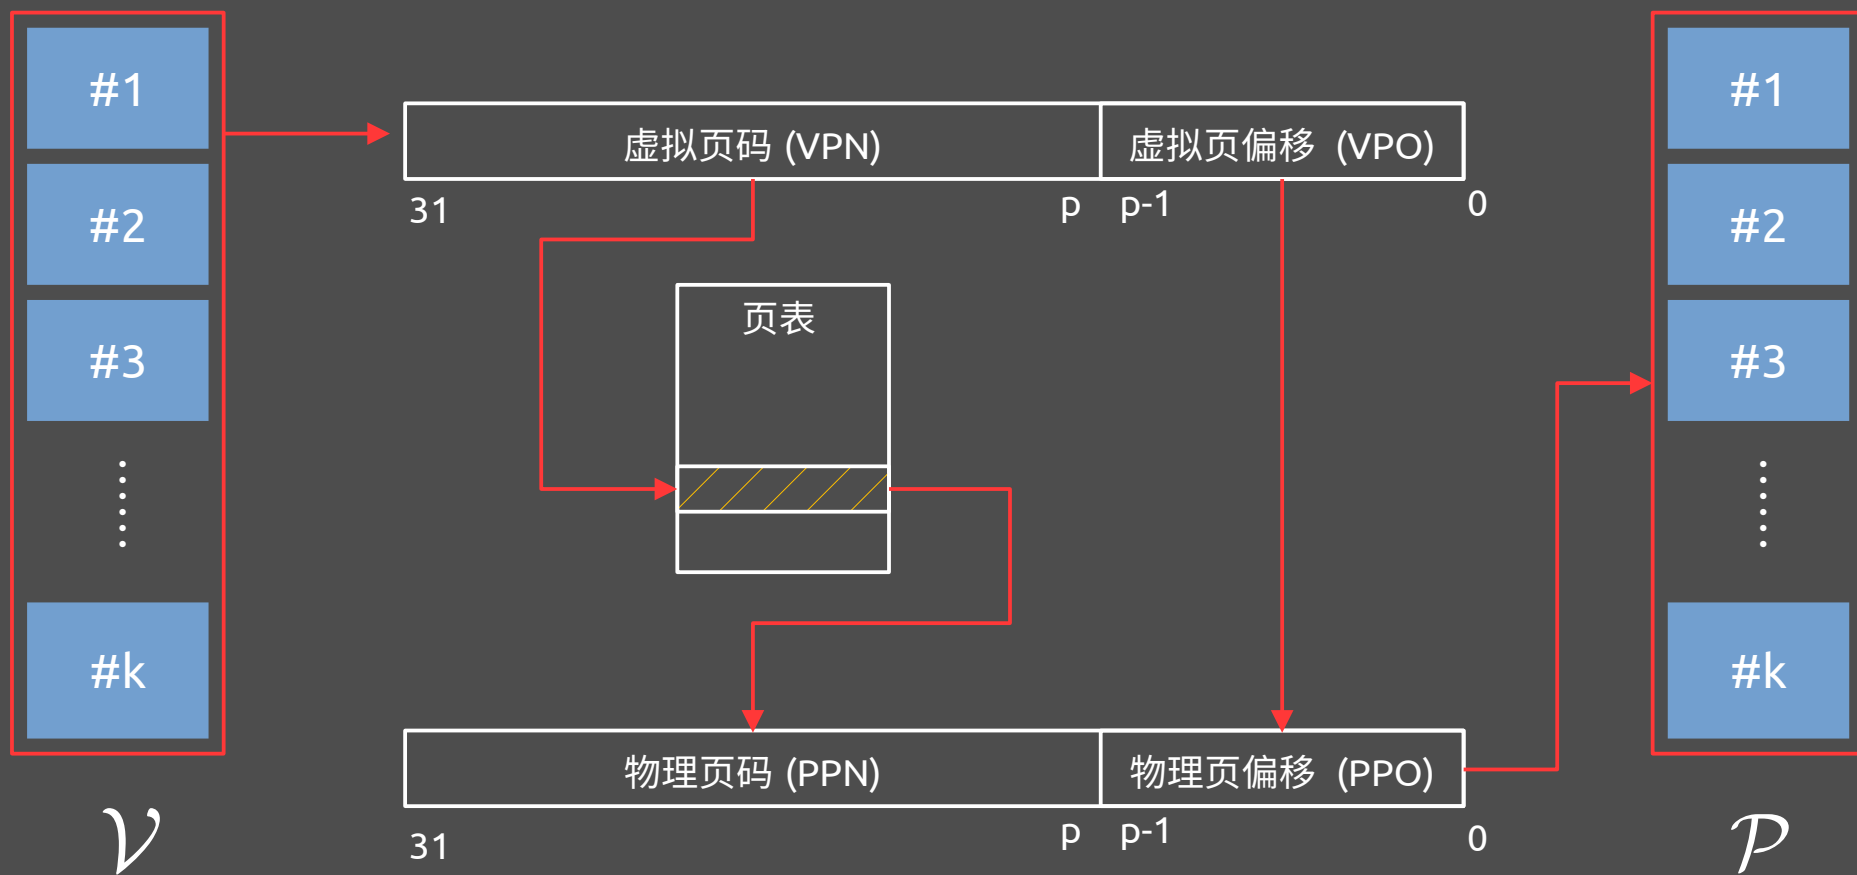 #1
#2
#3
#k
𝒱
虚拟页码 (VPN)
虚拟页偏移 (VPO)
31
p
p-1
0
页表
物理页码 (PPN)
物理页偏移 (PPO)
31
p
p-1
0
#1
#2
#3
#k
𝒫